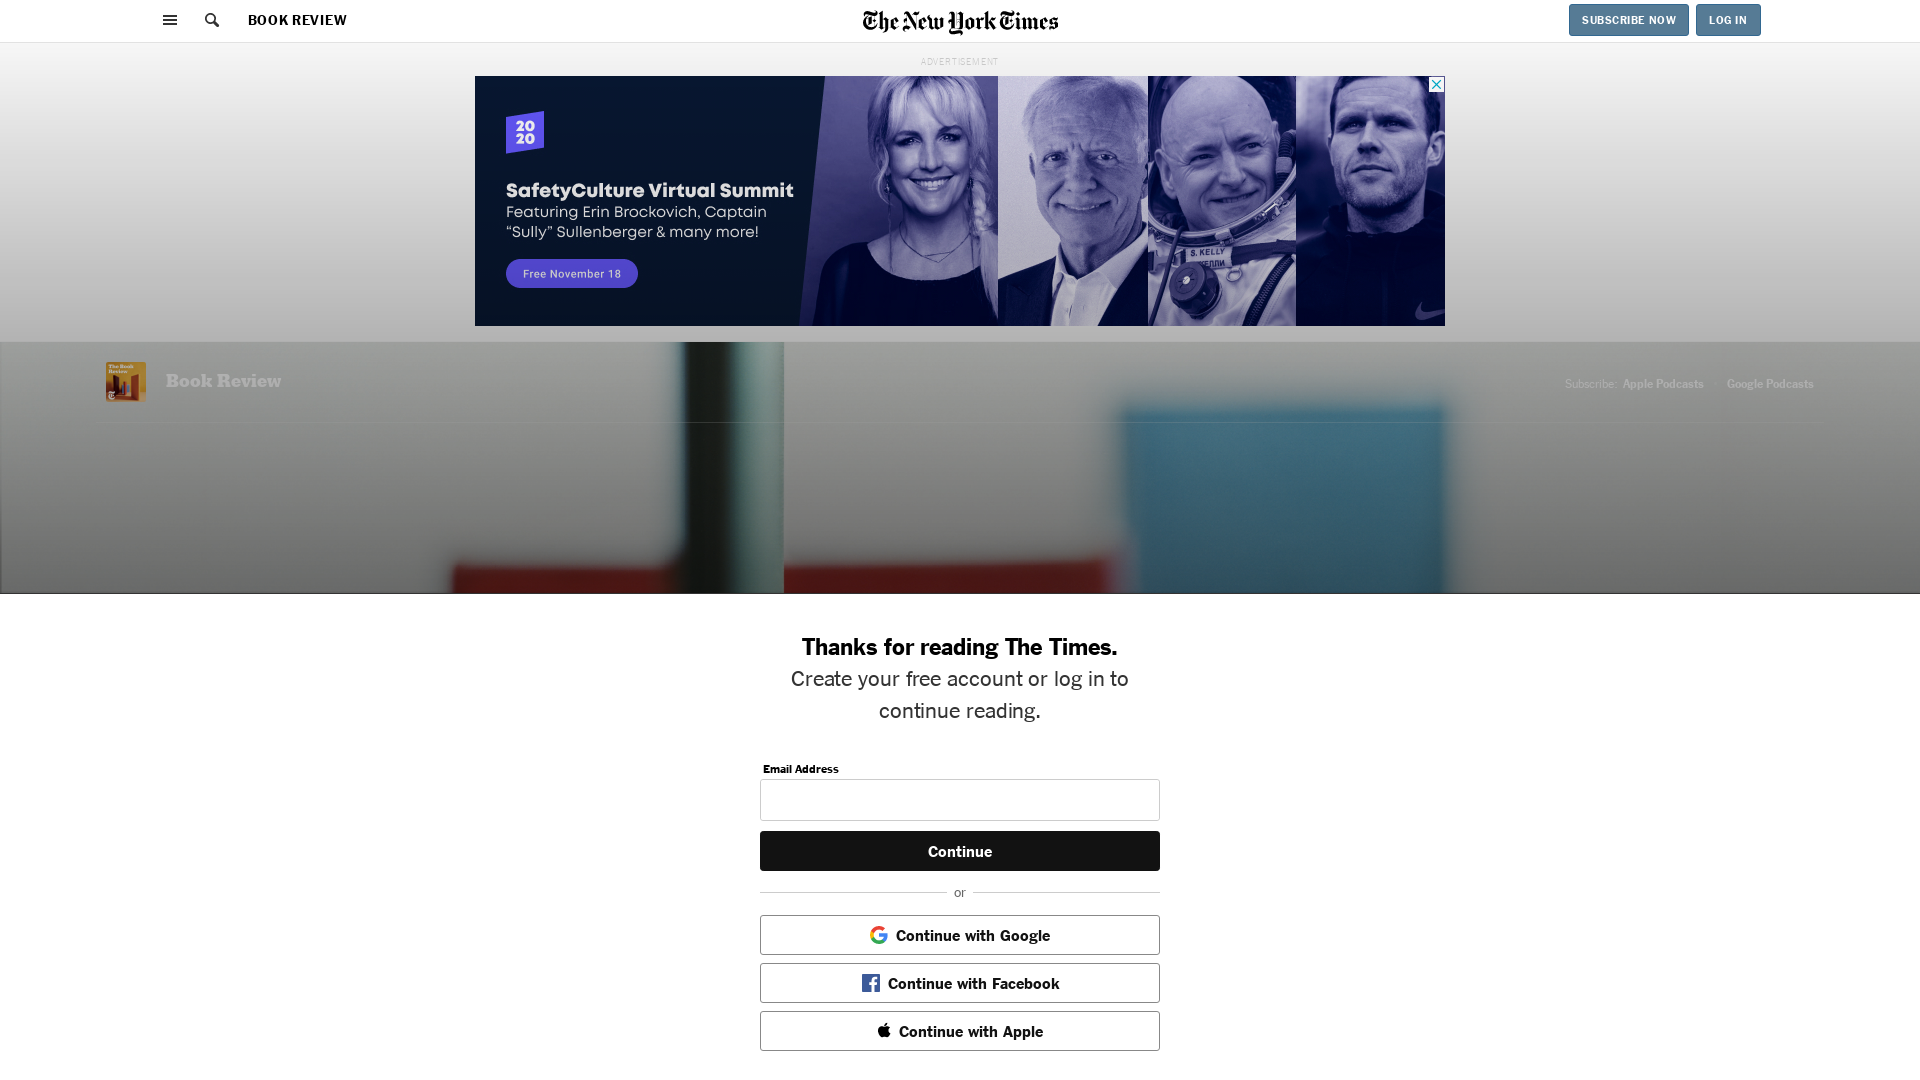 BOOK REVIEW
The New York Times
SUBSCRIBE NOW
LOG IN
ADVERTISEMENT
20
20
SafetyCulture Virtual Summit
Featuring Erin Brockovich, Captain
“Sully” Sullenberger & many more!
Free November 18
S. KELLY
The Book
Review
Book Review
Subscribe:
Apple Podcasts
Google Podcasts
Thanks for reading The Times.
Create your free account or log in to
continue reading.
Email Address
Continue
or
Continue with Google
Continue with Facebook
Continue with Apple